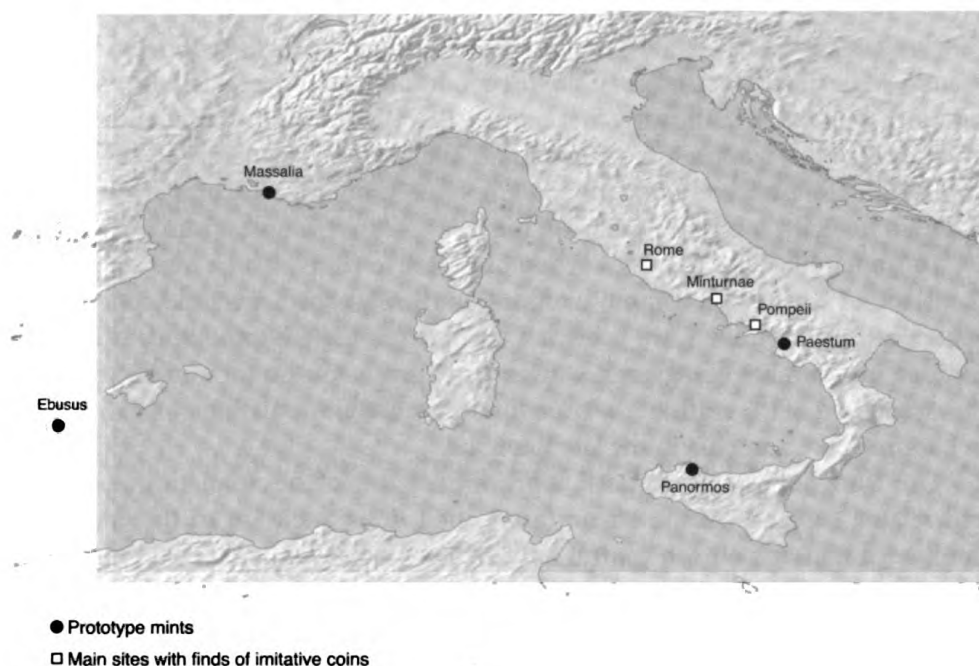 Massalia
Rome
Minturnae
Pompeii
Paestum
Ebusus
Panormos
Prototype mints
Main sites with finds of imitative coins